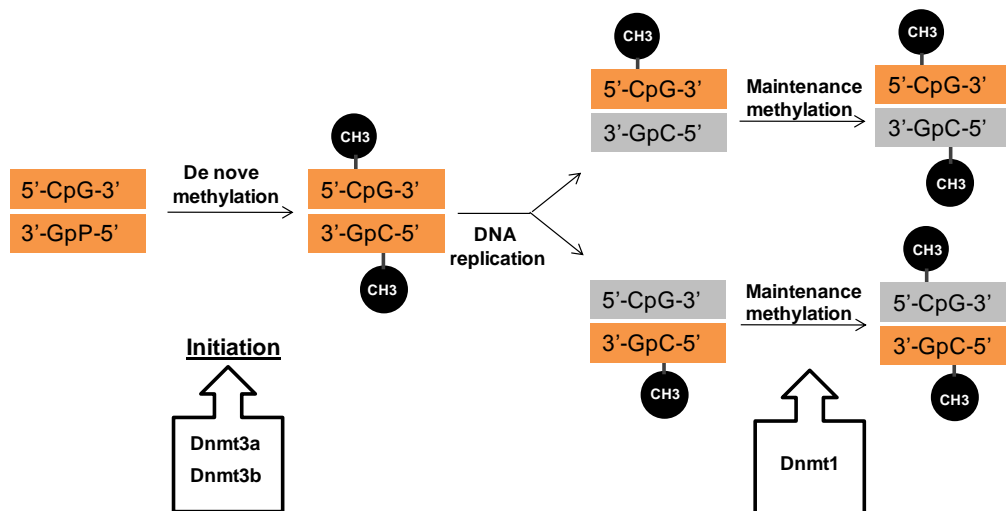 5'-CpG-3'
3'-GpP-5'
De nove
methylation
CH3
5'-CpG-3'
3'-GpC-5'
CH3
DNA
replication
CH3
5'-CpG-3'
3'-GpC-5'
Maintenance
methylation
CH3
5'-CpG-3'
3'-GpC-5'
CH3
5'-CpG-3'
3'-GpC-5'
CH3
Maintenance
methylation
CH3
5'-CpG-3'
3'-GpC-5'
CH3
Initiation
Dnmt3a
Dnmt3b
Dnmt1